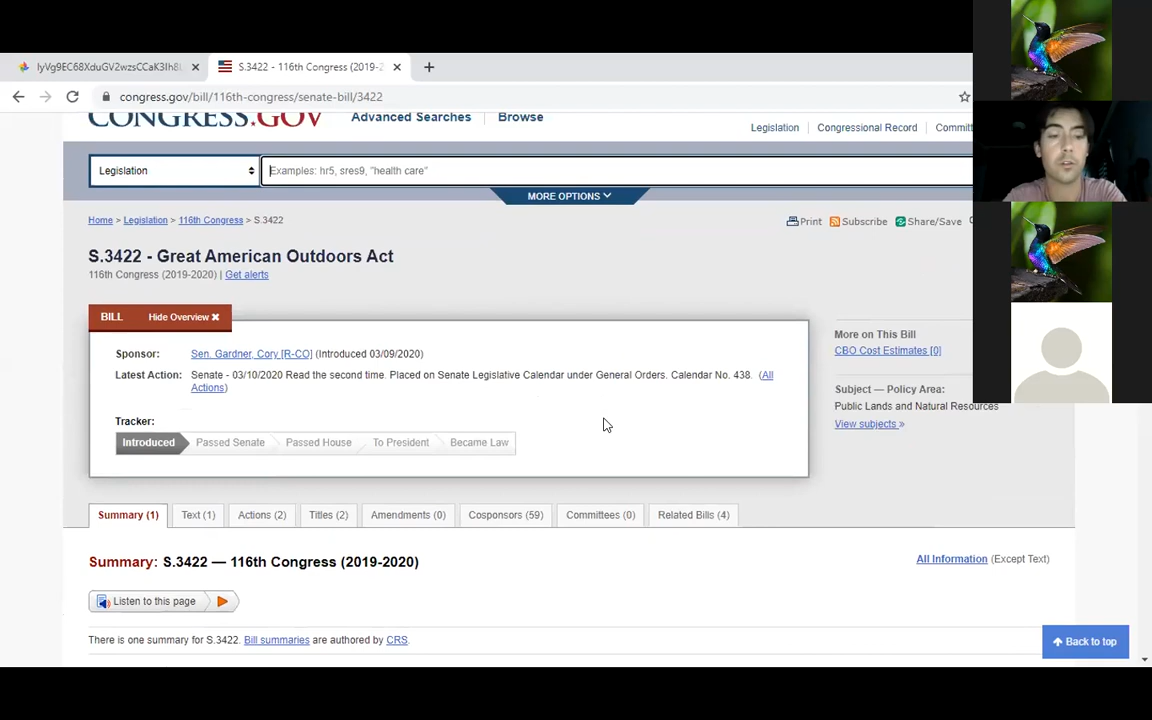 IyVg9EC68XduGV2wzsCCaK3Ih8
S.3422 - 116th Congress (2019-2
congress.gov/bill/116th-congress/senate-bill/3422
CONGRESS.GOV Advanced Searches Browse
Legislation Congressional Record Committ
Legislation Examples: hr5, sres9, "health care"
MORE OPTIONS
Home > Legislation > 116th Congress > S.3422 Print Subscribe Share/Save
S.3422 - Great American Outdoors Act
116th Congress (2019-2020) | Get alerts
BILL Hide Overview
Sponsor: Sen. Gardner, Cory [R-CO] (Introduced 03/09/2020)
Latest Action: Senate - 03/10/2020 Read the second time. Placed on Senate Legislative Calendar under General Orders. Calendar No. 438. (All
Actions)
Tracker:
Introduced Passed Senate Passed House To President Became Law
More on This Bill
CBO Cost Estimates [0]
Subject — Policy Area:
Public Lands and Natural Resources
View subjects »
Summary (1) Text (1) Actions (2) Titles (2) Amendments (0) Cosponsors (59) Committees (0) Related Bills (4)
Summary: S.3422 — 116th Congress (2019-2020)
All Information (Except Text)
Listen to this page
There is one summary for S.3422. Bill summaries are authored by CRS.
Back to top